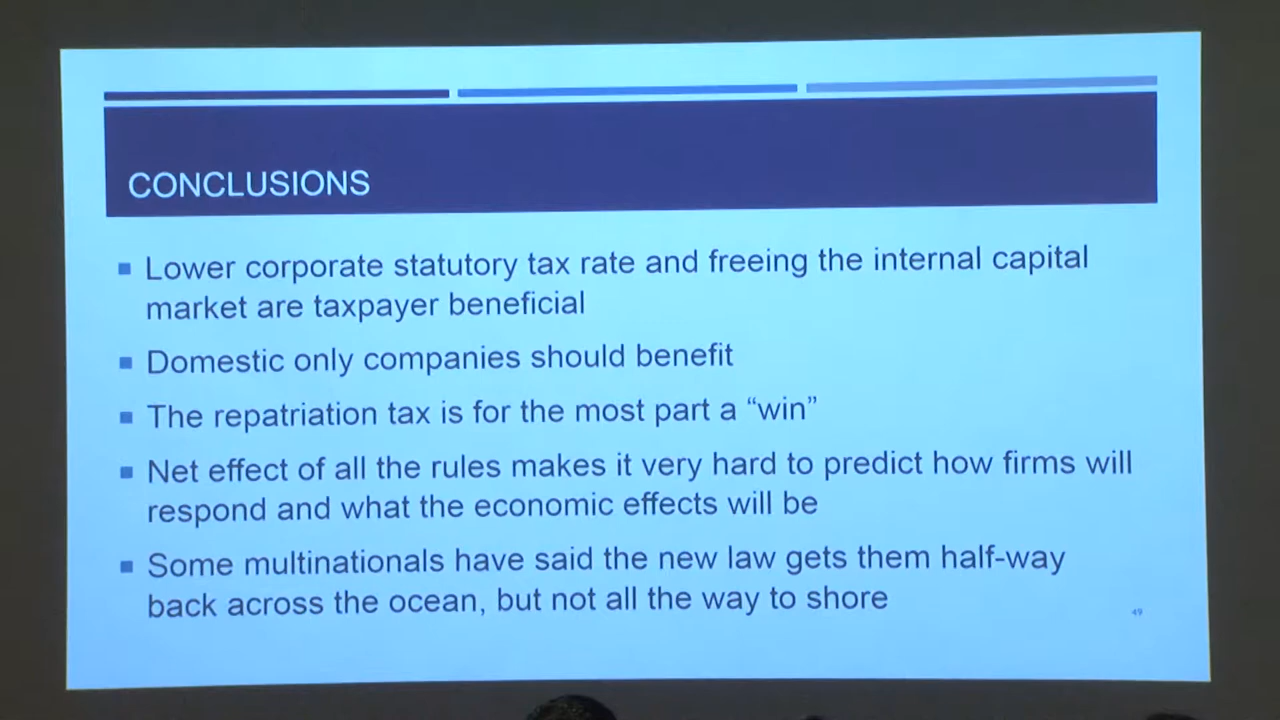 CONCLUSIONS
Lower corporate statutory tax rate and freeing the internal capital
market are taxpayer beneficial
Domestic only companies should benefit
The repatriation tax is for the most part a “win”
Net effect of all the rules makes it very hard to predict how firms will
respond and what the economic effects will be
Some multinationals have said the new law gets them half-way
back across the ocean, but not all the way to shore
49